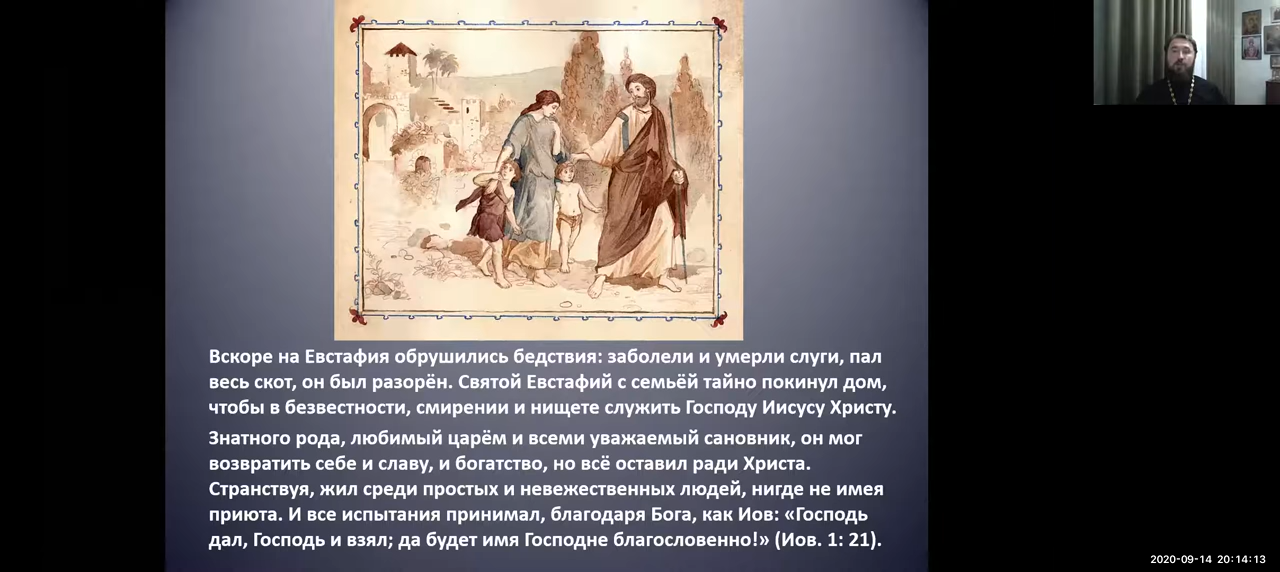 Вскоре на Евстафия обрушились бедствия: заболели и умерли слуги, пал
весь скот, он был разорён. Святой Евстафий с семьёй тайно покинул дом,
чтобы в безвестности, смирении и нищете служить Господу Иисусу Христу.
Знатного рода, любимый царём и всеми уважаемый сановник, он мог
возвратить себе и славу, и богатство, но всё оставил ради Христа.
Странствуя, жил среди простых и невежественных людей, нигде не имея
приюта. И все испытания принимал, благодаря Бога, как Иов: «Господь
дал, Господь и взял; да будет имя Господне благословенно!» (Иов. 1: 21).
2020-09-14 20:14:13